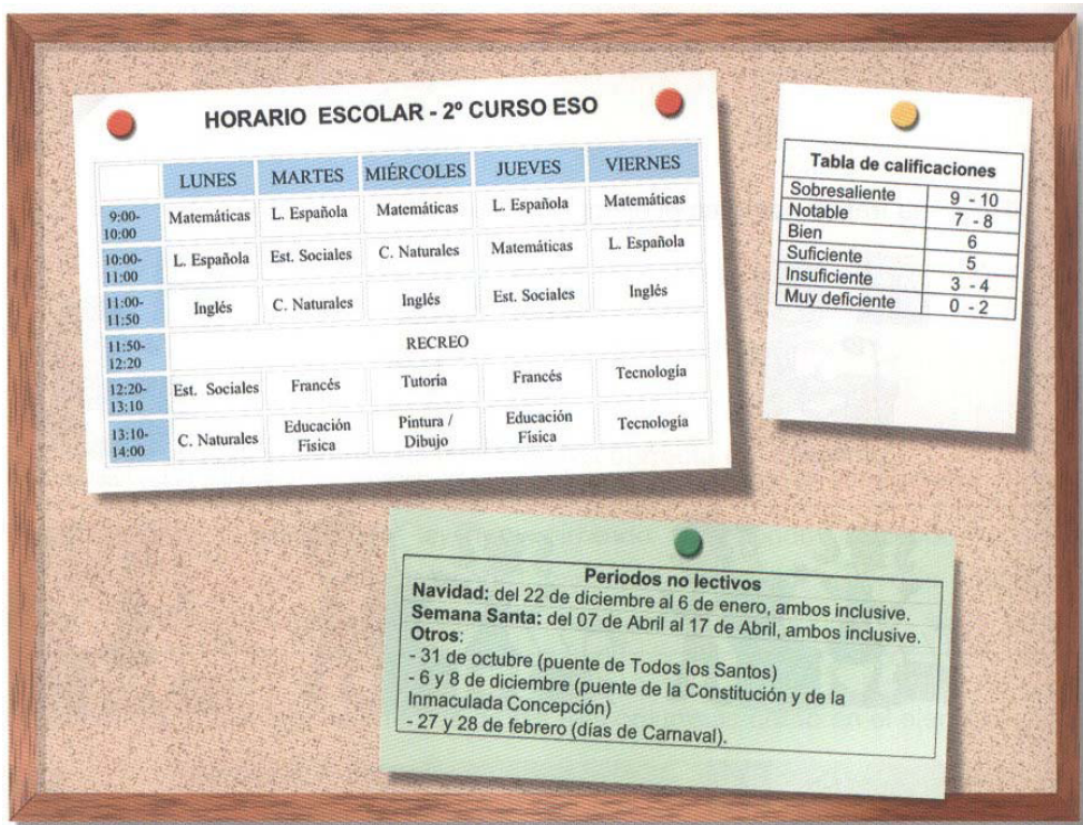 HORARIO ESCOLAR - 2º CURSO ESO
LUNES MARTES MIÉRCOLES JUEVES VIERNES
9:00-10:00 Matemáticas L. Española Matemáticas L. Española Matemáticas
10:00-11:00 L. Española Est. Sociales C. Naturales Matemáticas L. Española
11:00-11:50 Inglés C. Naturales Inglés Est. Sociales Inglés
11:50-12:20 RECREO
12:20-13:10 Est. Sociales Francés Tutoría Francés Tecnología
13:10-14:00 C. Naturales Educación Física Pintura / Dibujo Educación Física Tecnología
Tabla de calificaciones
Sobresaliente 9 - 10
Notable 7 - 8
Bien 6
Suficiente 5
Insuficiente 3 - 4
Muy deficiente 0 - 2
Periodos no lectivos
Navidad: del 22 de diciembre al 6 de enero, ambos inclusive.
Semana Santa: del 07 de Abril al 17 de Abril, ambos inclusive.
Otros:
- 31 de octubre (puente de Todos los Santos)
- 6 y 8 de diciembre (puente de la Constitución y de la
Inmaculada Concepción)
- 27 y 28 de febrero (días de Carnaval).